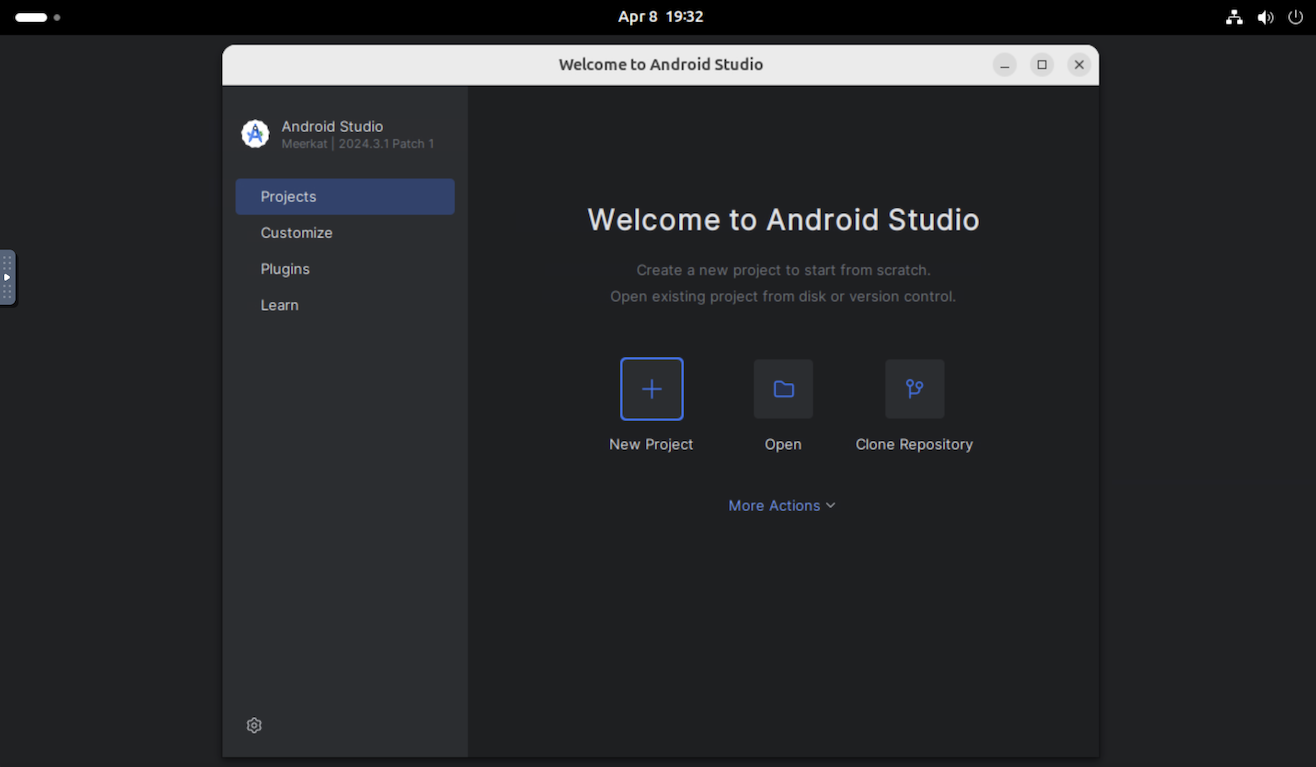 Apr 8 19:32
Welcome to Android Studio
Android Studio
Meerkat | 2024.3.1 Patch 1
Projects
Customize
Plugins
Learn
Welcome to Android Studio
Create a new project to start from scratch.
Open existing project from disk or version control.
New Project
Open
Clone Repository
More Actions